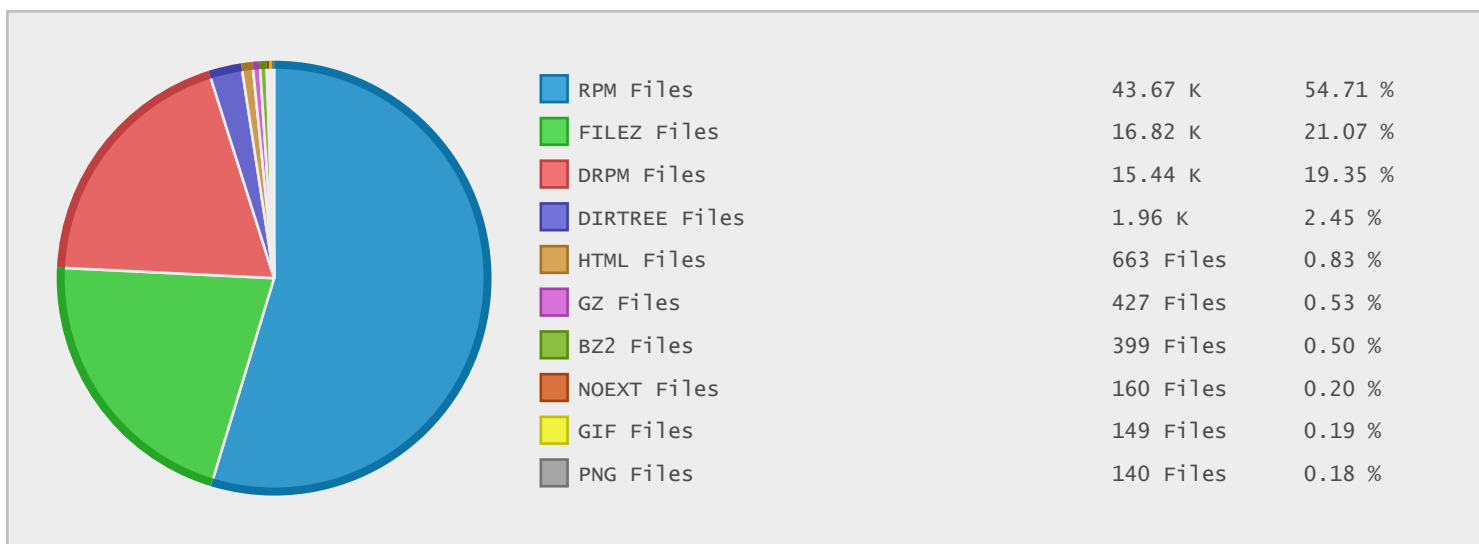 RPM Files 43.67 K 54.71 %
FILEZ Files 16.82 K 21.07 %
DRPM Files 15.44 K 19.35 %
DIRTREE Files 1.96 K 2.45 %
HTML Files 663 Files 0.83 %
GZ Files 427 Files 0.53 %
BZ2 Files 399 Files 0.50 %
NOEXT Files 160 Files 0.20 %
GIF Files 149 Files 0.19 %
PNG Files 140 Files 0.18 %